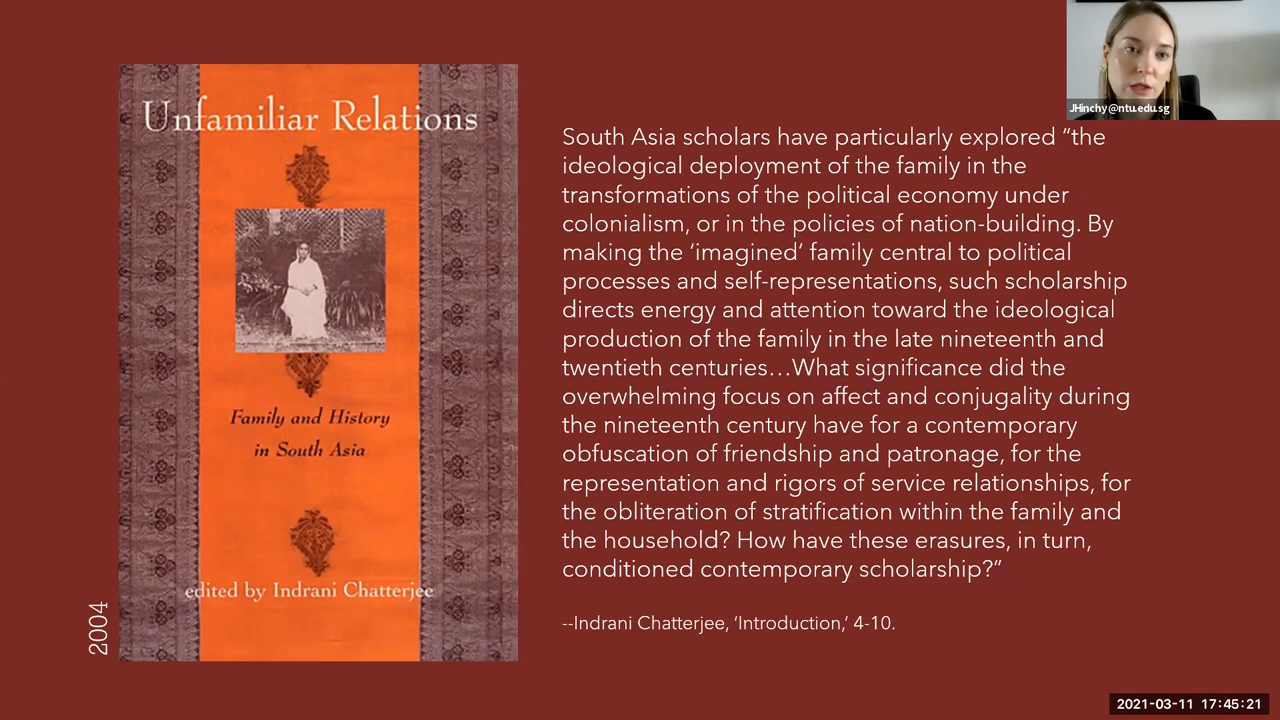 Unfamiliar Relations
Family and History
in South Asia
edited by Indrani Chatterjee
2004
South Asia scholars have particularly explored “the
ideological deployment of the family in the
transformations of the political economy under
colonialism, or in the policies of nation-building. By
making the ‘imagined’ family central to political
processes and self-representations, such scholarship
directs energy and attention toward the ideological
production of the family in the late nineteenth and
twentieth centuries…What significance did the
overwhelming focus on affect and conjugality during
the nineteenth century have for a contemporary
obfuscation of friendship and patronage, for the
representation and rigors of service relationships, for
the obliteration of stratification within the family and
the household? How have these erasures, in turn,
conditioned contemporary scholarship?”
--Indrani Chatterjee, ‘Introduction,’ 4-10.
JHinchy@ntu.edu.sg
2021-03-11 17:45:21